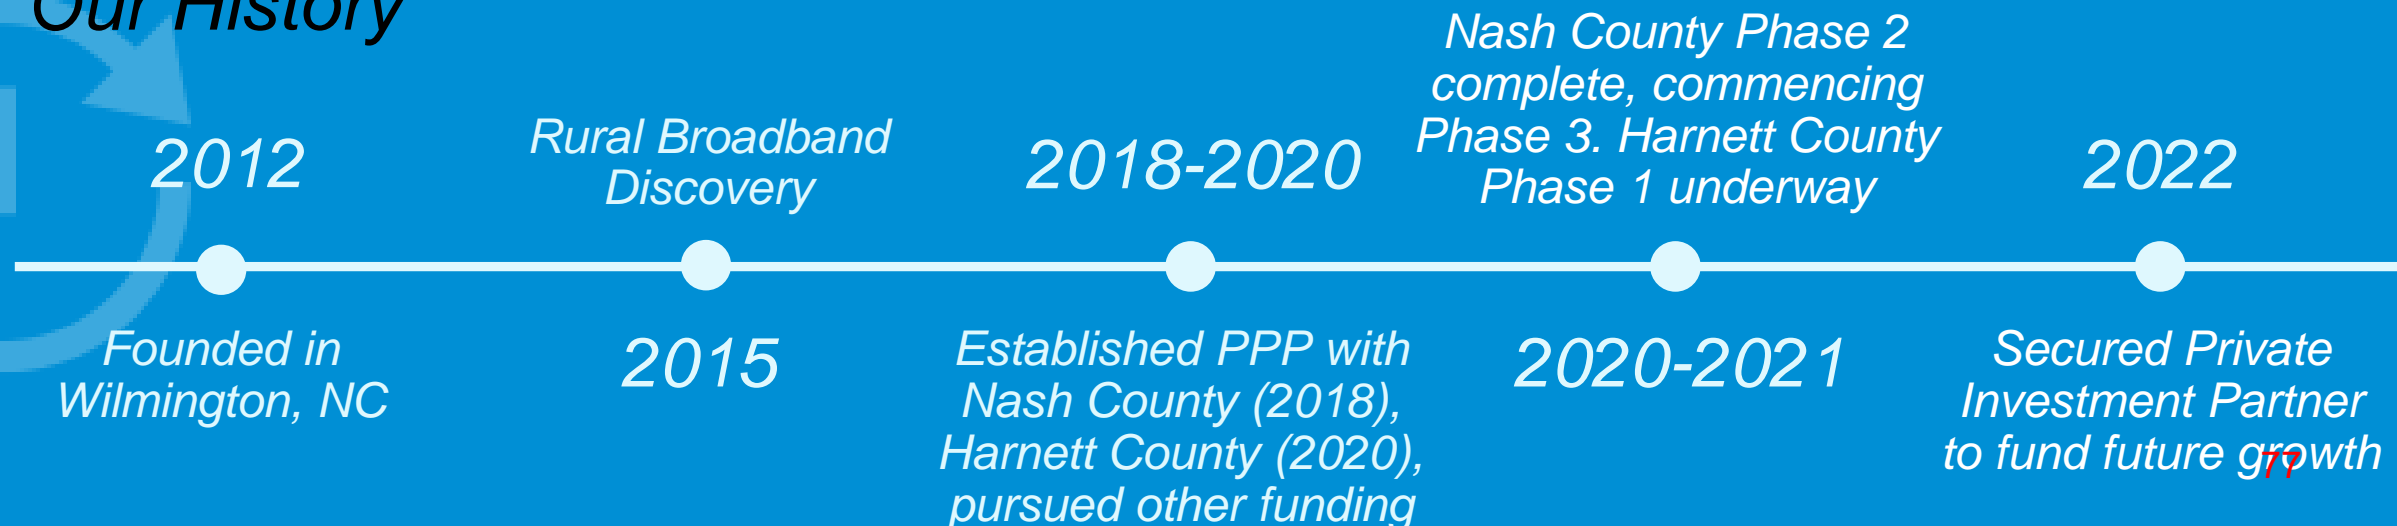 Our History
2012
Founded in
Wilmington, NC
Rural Broadband
Discovery
2015
2018-2020
Established PPP with
Nash County (2018),
Harnett County (2020),
pursued other funding
Nash County Phase 2
complete, commencing
Phase 3. Harnett County
Phase 1 underway
2020-2021
2022
Secured Private
Investment Partner
to fund future growth
77